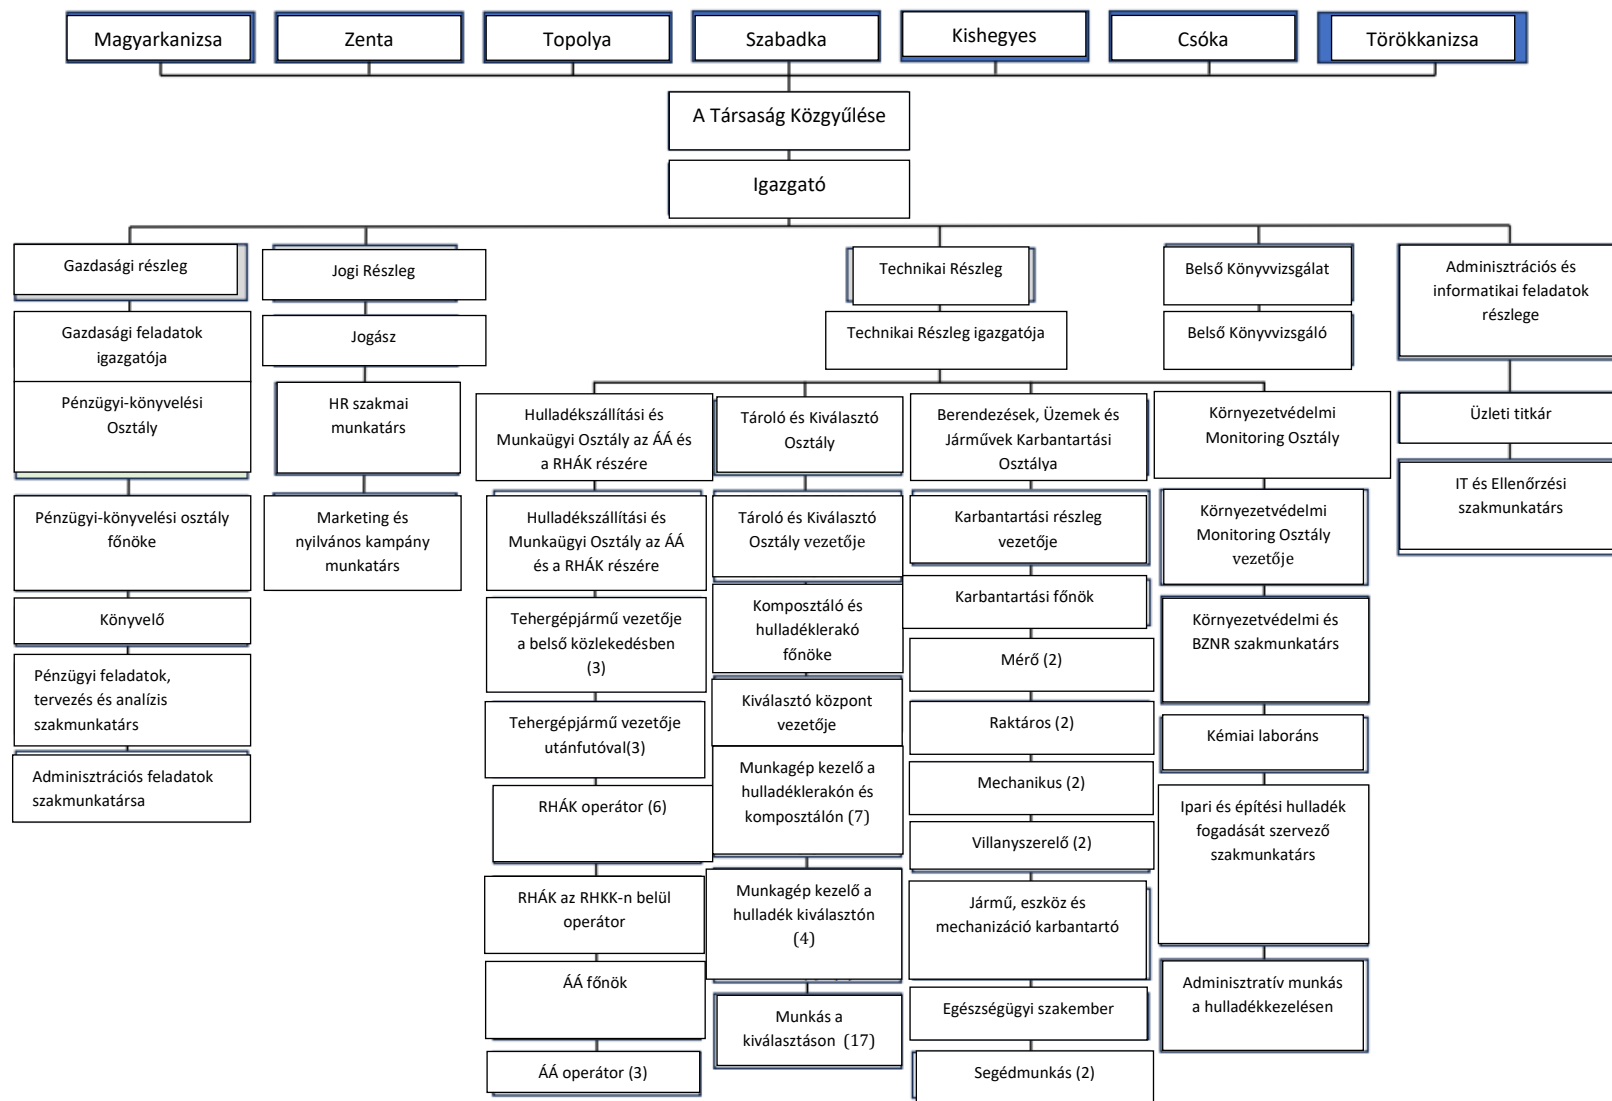 Magyarkanizsa
Zenta
Topolya
Szabadka
Kishegyes
Csóka
Törökkanizsa
A Társaság Közgyűlése
Igazgató
Gazdasági részleg
Gazdasági feladatok
igazgatója
Pénzügyi-könyvelési
Osztály
Pénzügyi-könyvelési osztály
főnöke
Könyvelő
Pénzügyi feladatok,
tervezés és analízis
szakmunkatárs
Adminisztrációs feladatok
szakmunkatársa
Jogi Részleg
Jogász
HR szakmai
munkatárs
Marketing és
nyilvános kampány
munkatárs
Technikai Részleg
Technikai Részleg igazgatója
Hulladékszállítási és
Munkaügyi Osztály az ÁÁ és
a RHÁK részére
Hulladékszállítási és
Munkaügyi Osztály az ÁÁ
és a RHÁK részére
Tehergépjármű vezetője
a belső közlekedésben
(3)
Tehergépjármű vezetője
utánfutóval(3)
RHÁK operátor (6)
RHÁK az RHKK-n belül
operátor
ÁÁ főnök
ÁÁ operátor (3)
Tároló és Kiválasztó
Osztály
Tároló és Kiválasztó
Osztály vezetője
Komposztáló és
hulladéklerakó
főnöke
Kiválasztó központ
vezetője
Munkagép kezelő a
hulladéklerakón és
komposztálón (7)
Munkagép kezelő a
hulladék kiválasztón
(4)
Munkás a
kiválasztáson (17)
Berendezések, Üzemek és
Járművek Karbantartási
Osztálya
Karbantartási részleg
vezetője
Karbantartási főnök
Mérő (2)
Raktáros (2)
Mechanikus (2)
Villanyszerelő (2)
Jármű, eszköz és
mechanizáció karbantartó
Egészségügyi szakember
Segédmunkás (2)
Környezetvédelmi
Monitoring Osztály
Környezetvédelmi
Monitoring Osztály
vezetője
Környezetvédelmi és
BZNR szakmunkatárs
Kémiai laboráns
Ipari és építési hulladék
fogadását szervező
szakmunkatárs
Adminisztratív munkás
a hulladékkezelésen
Belső Könyvvizsgálat
Belső Könyvvizsgáló
Adminisztrációs és
informatikai feladatok
részlege
Üzleti titkár
IT és Ellenőrzési
szakmunkatárs